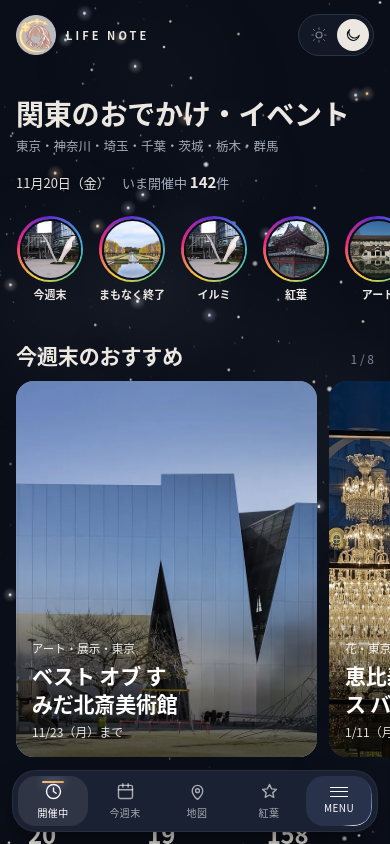 LIFE NOTE
関東のおでかけ・イベント
東京・神奈川・埼玉・千葉・茨城・栃木・群馬
11月20日（金） いま開催中 142件
今週末 まもなく終了 イルミ 紅葉 アート
今週末のおすすめ
1 / 8
アート・展示・東京
ベスト オブ す
みだ北斎美術館
11/23（月）まで
花・東京
恵比
ス バ
1/11（月
開催中 今週末 地図 紅葉 MENU
20 19 158